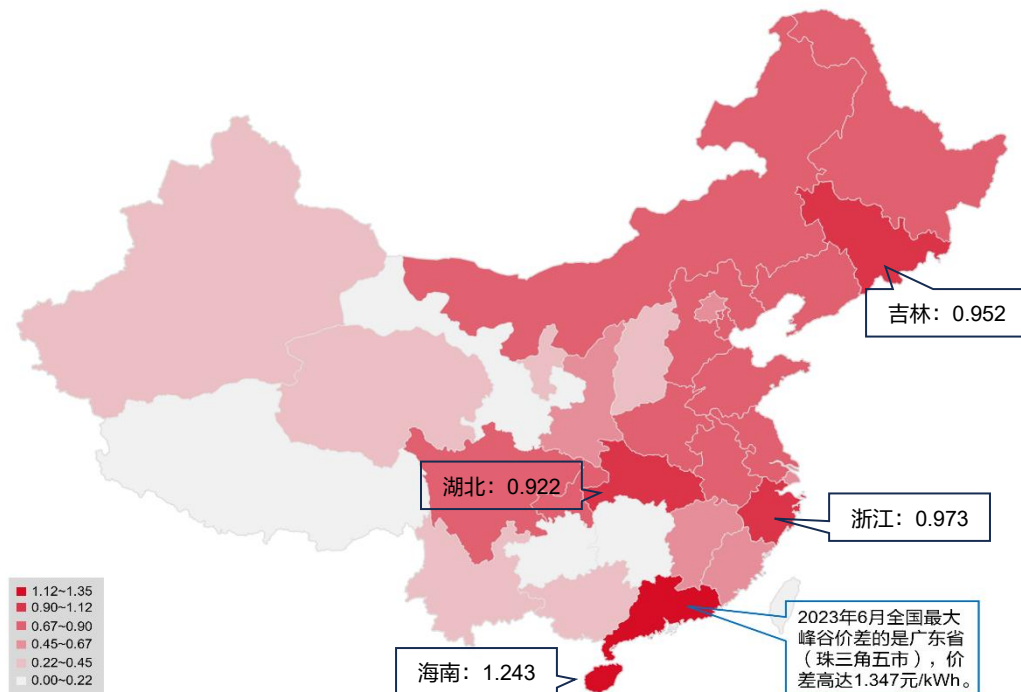 吉林：0.952
湖北：0.922
浙江：0.973
1.12~1.35
0.90~1.12
0.67~0.90
0.45~0.67
0.22~0.45
0.00~0.22
2023年6月全国最大
峰谷价差的是广东省
（珠三角五市），价
差高达1.347元/kWh。
海南：1.243